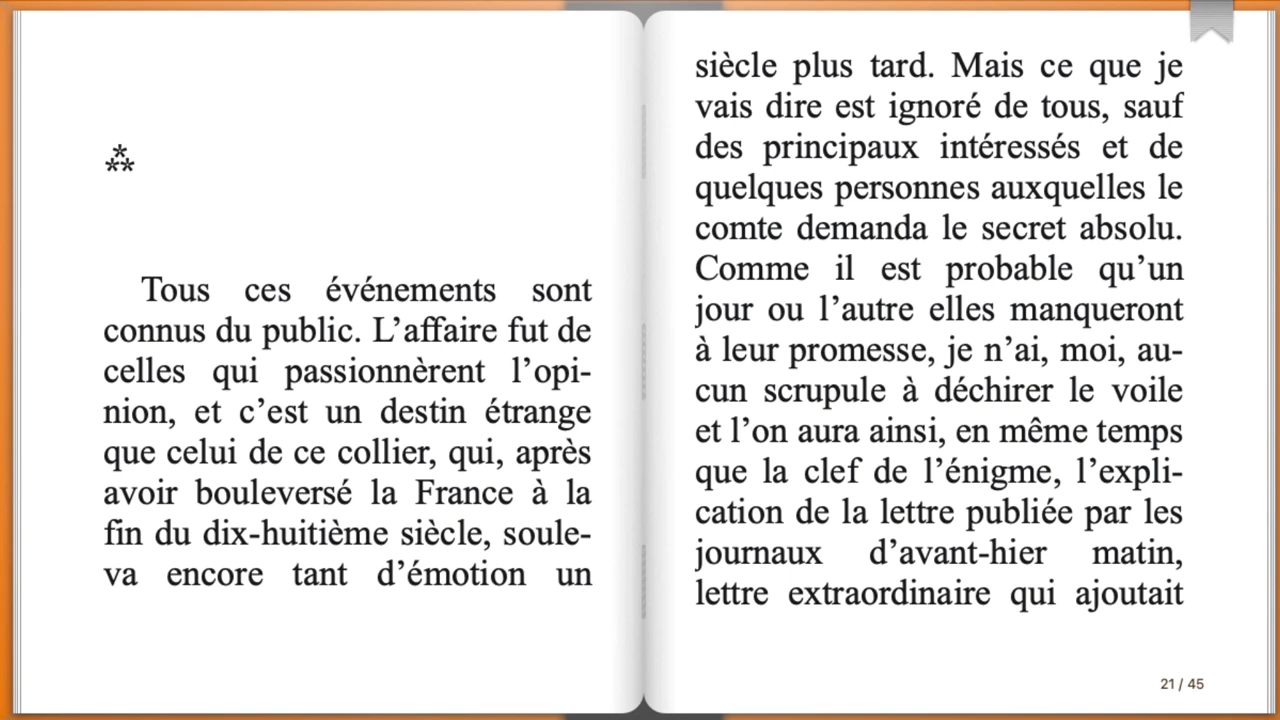 ⁂
Tous ces événements sont
connus du public. L’affaire fut de
celles qui passionnèrent l’opi-
nion, et c’est un destin étrange
que celui de ce collier, qui, après
avoir bouleversé la France à la
fin du dix-huitième siècle, soule-
va encore tant d’émotion un
siècle plus tard. Mais ce que je
vais dire est ignoré de tous, sauf
des principaux intéressés et de
quelques personnes auxquelles le
comte demanda le secret absolu.
Comme il est probable qu’un
jour ou l’autre elles manqueront
à leur promesse, je n’ai, moi, au-
cun scrupule à déchirer le voile
et l’on aura ainsi, en même temps
que la clef de l’énigme, l’expli-
cation de la lettre publiée par les
journaux d’avant-hier matin,
lettre extraordinaire qui ajoutait
21 / 45